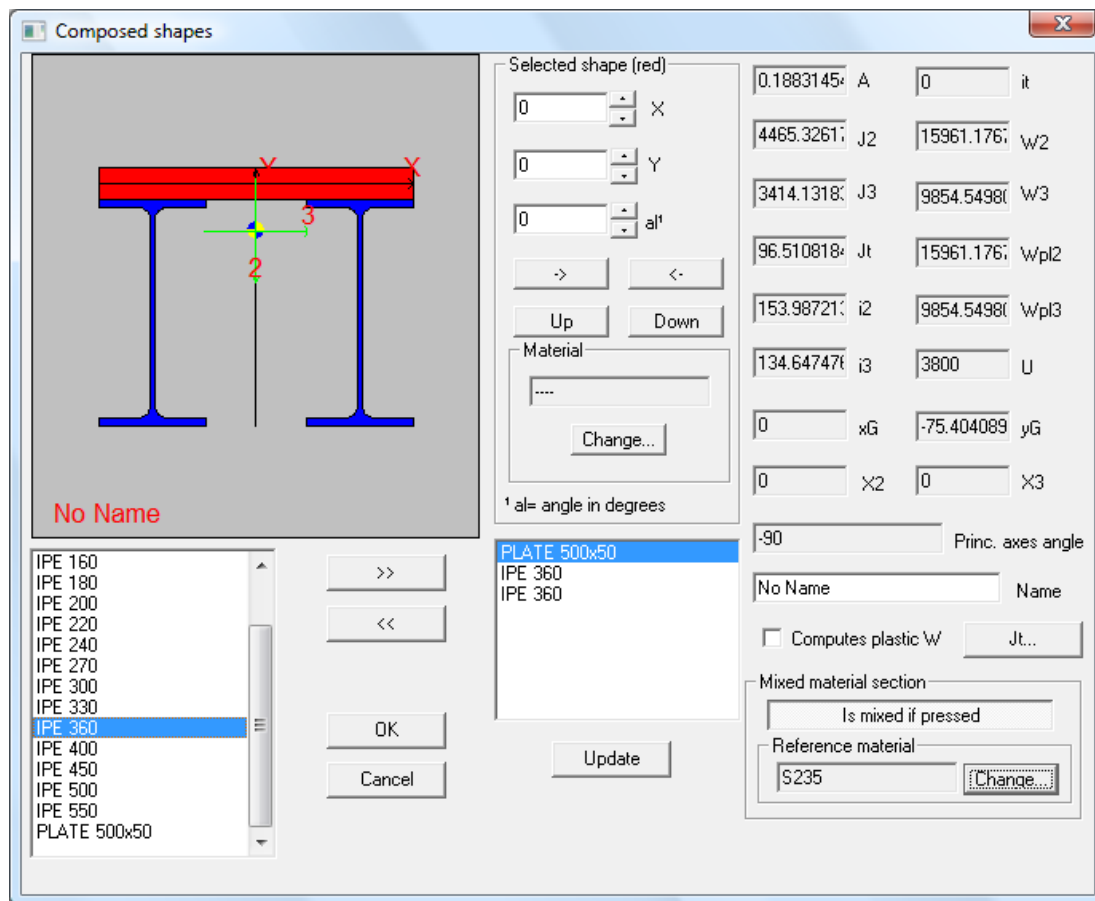 Composed shapes
Y X
3
2
No Name
Selected shape (red)
0 X
0 Y
0 al¹
-> <-
Up Down
Material
----
Change...
¹ al= angle in degrees
0.1883154 A 0 it
4465.3261 J2 15961.176 W2
3414.1318 J3 9854.5498 W3
96.510818 Jt 15961.176 Wpl2
153.98721 i2 9854.5498 Wpl3
134.64747 i3 3800 U
0 xG -75.404089 yG
0 X2 0 X3
-90 Princ. axes angle
No Name Name
Computes plastic W Jt...
Mixed material section
Is mixed if pressed
Reference material
S235 Change...
IPE 160
IPE 180
IPE 200
IPE 220
IPE 240
IPE 270
IPE 300
IPE 330
IPE 360
IPE 400
IPE 450
IPE 500
IPE 550
PLATE 500x50
>>
<<
OK
Cancel
PLATE 500x50
IPE 360
IPE 360
Update